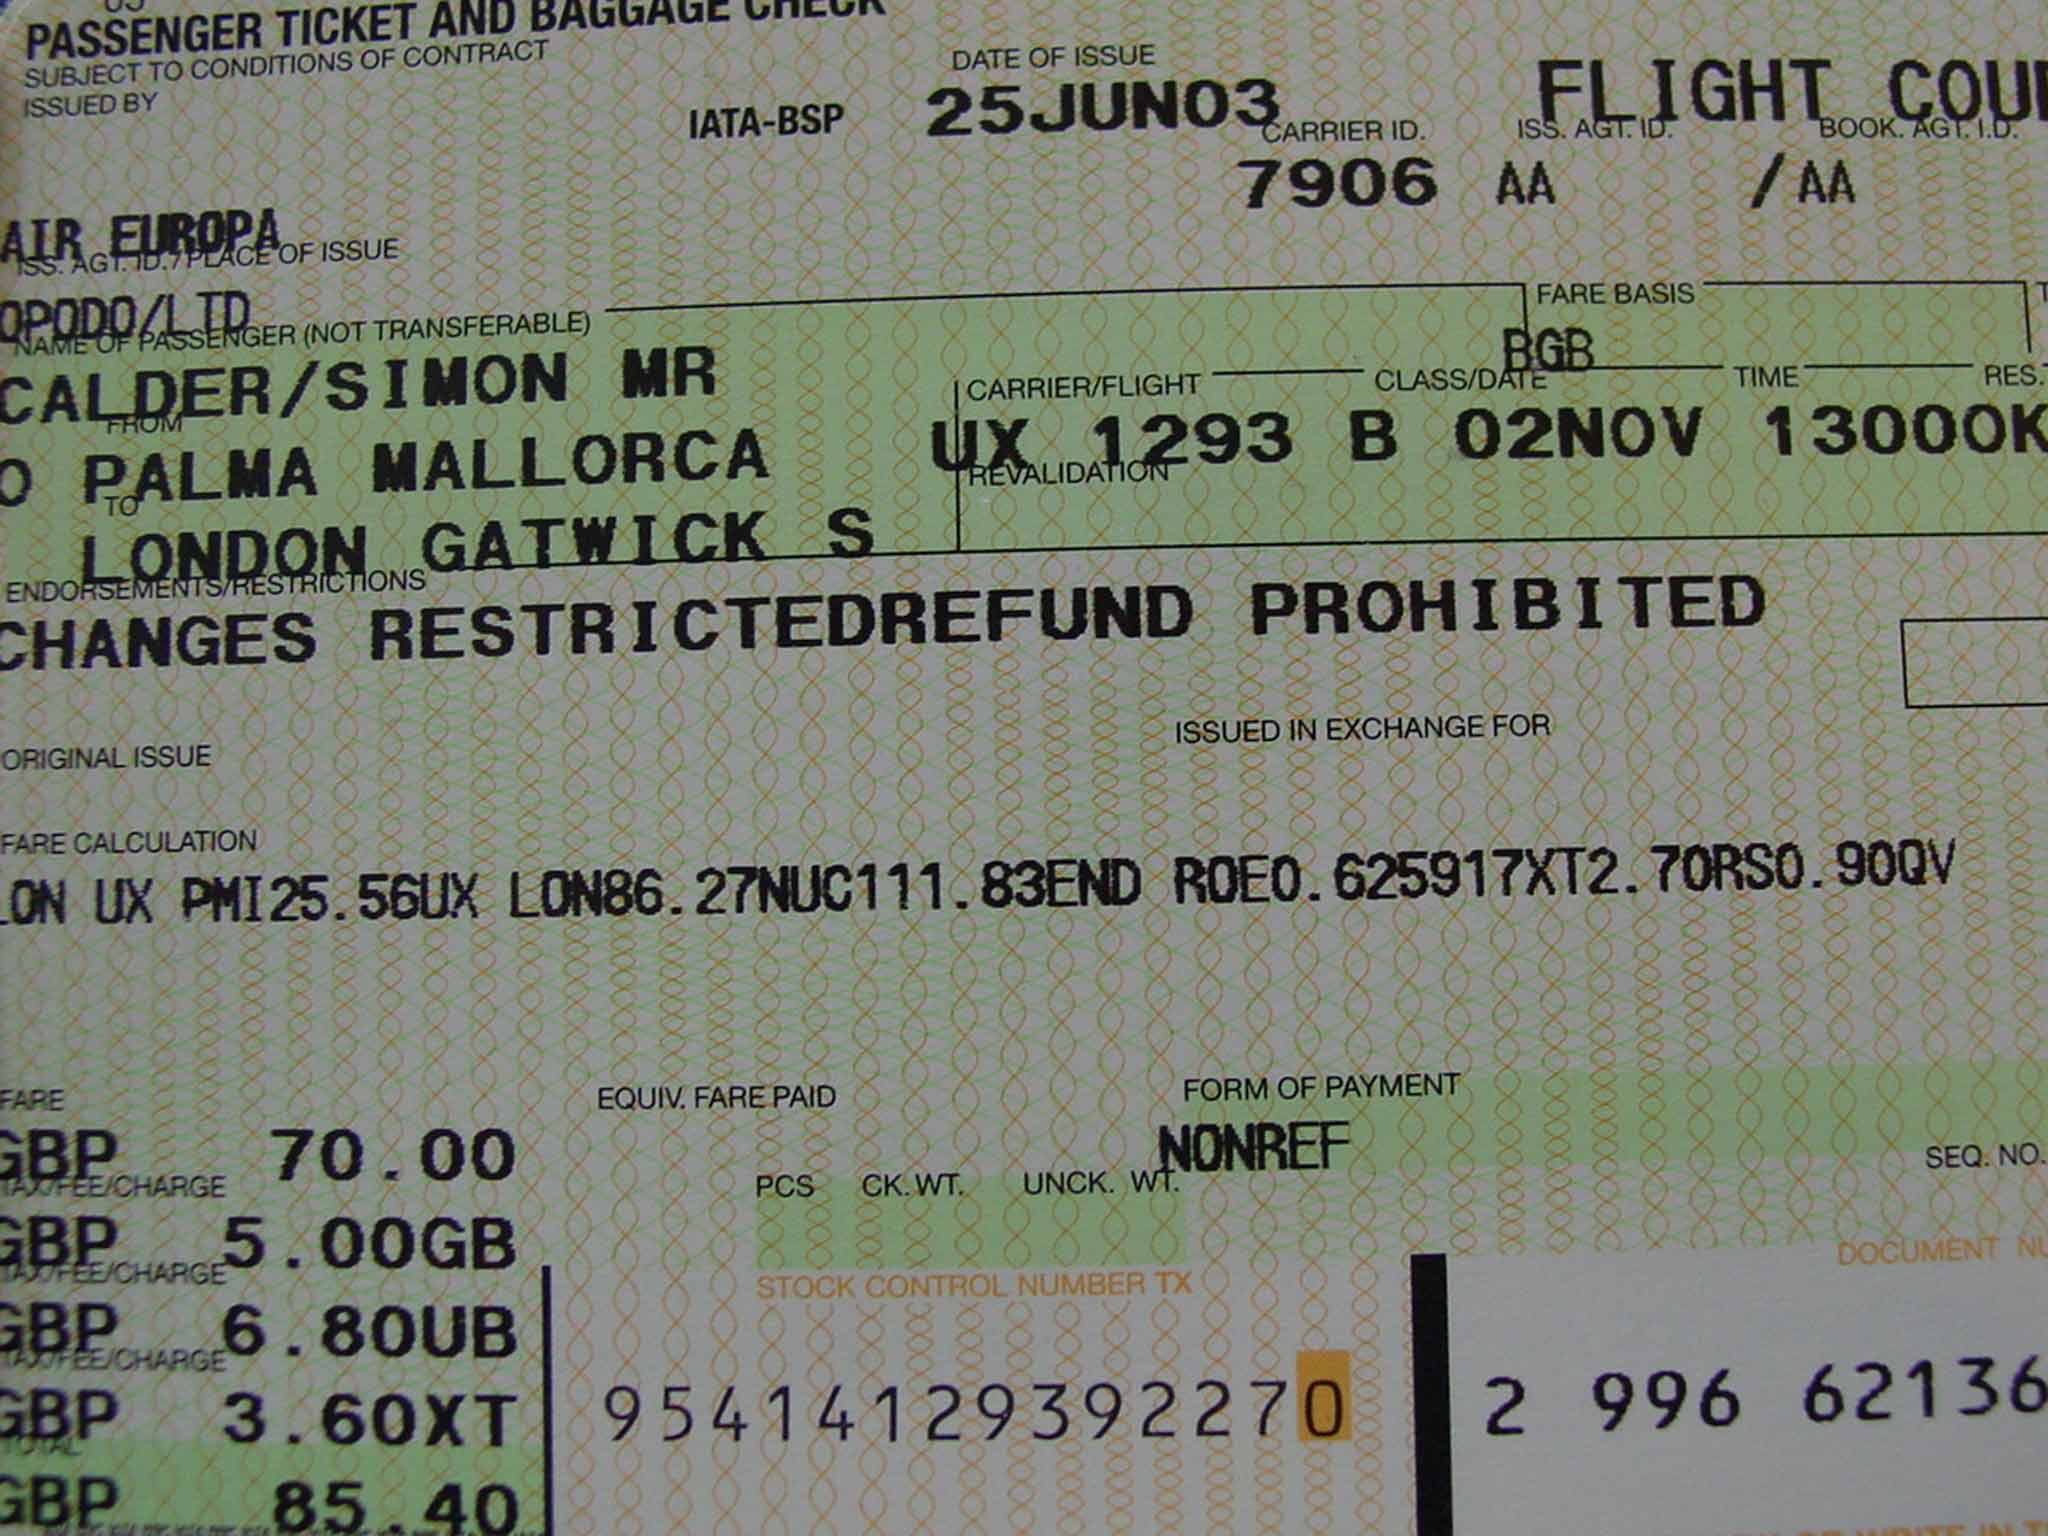 PASSENGER TICKET AND BAGGAGE CHECK
SUBJECT TO CONDITIONS OF CONTRACT
ISSUED BY
DATE OF ISSUE
IATA-BSP 25JUN03 FLIGHT COU
CARRIER ID. ISS. AGT. ID. BOOK. AGT. I.D.
7906 AA /AA
AIR EUROPA
ISS. AGT. ID./PLACE OF ISSUE
OPODO/LTD
FARE BASIS
NAME OF PASSENGER (NOT TRANSFERABLE)
BGB
CALDER/SIMON MR
CARRIER/FLIGHT CLASS/DATE TIME RES.
FROM
O PALMA MALLORCA UX 1293 B 02NOV 1300OK
REVALIDATION
TO
LONDON GATWICK S
ENDORSEMENTS/RESTRICTIONS
CHANGES RESTRICTEDREFUND PROHIBITED
ISSUED IN EXCHANGE FOR
ORIGINAL ISSUE
FARE CALCULATION
LON UX PMI25.56UX LON86.27NUC111.83END ROE0.625917XT2.70RS0.90QV
FARE EQUIV. FARE PAID FORM OF PAYMENT
GBP 70.00 NONREF
TAX/FEE/CHARGE PCS CK. WT. UNCK. WT. SEQ. NO.
GBP 5.00GB
TAX/FEE/CHARGE STOCK CONTROL NUMBER TX DOCUMENT NU
GBP 6.80UB
TAX/FEE/CHARGE
GBP 3.60XT 95414129392270 2 996 62136
TOTAL
GBP 85.40